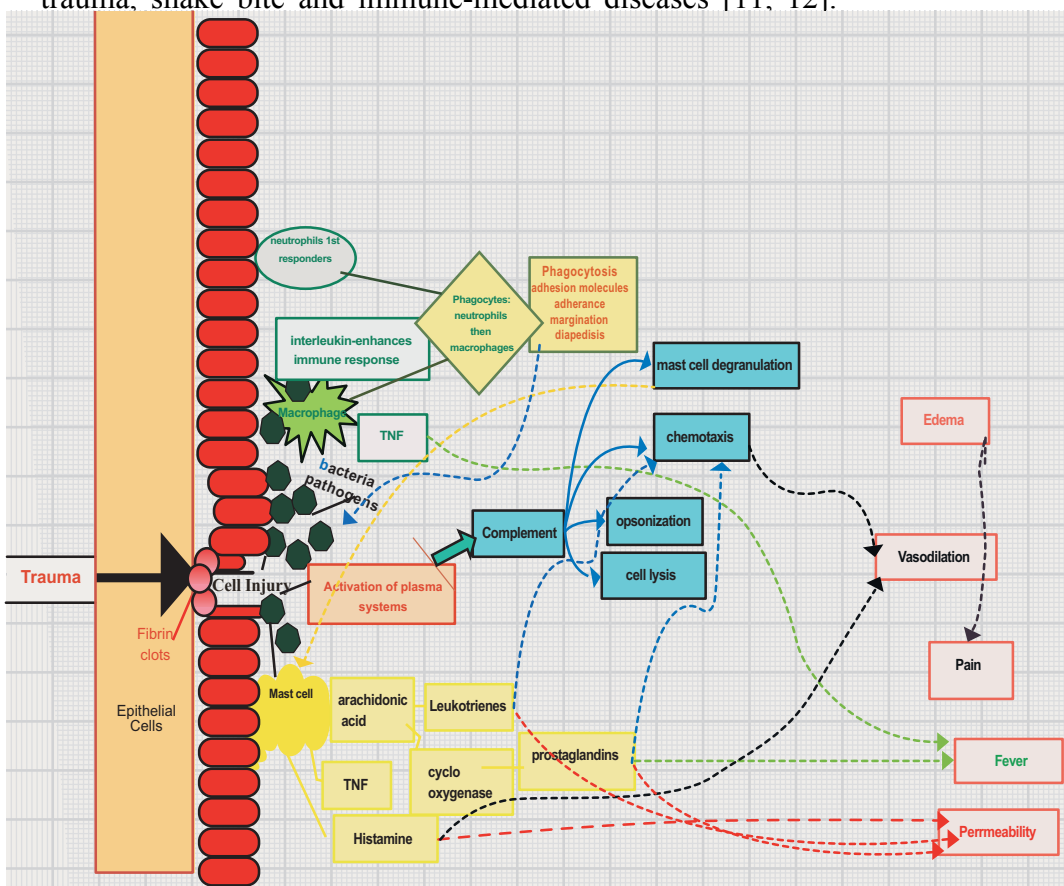 trauma, snake bite and immune-mediated diseases [11, 12].
neutrophils 1st
responders
Phagocytes:
neutrophils
then
macrophages
Phagocytosis
adhesion molecules
adherance
margination
diapedisis
interleukin-enhances
immune response
Macrophage
TNF
mast cell degranulation
chemotaxis
Edema
bacteria
pathogens
Complement
opsonization
cell lysis
Vasodilation
Trauma
Cell Injury
Activation of plasma
systems
Fibrin
clots
Epithelial
Cells
Mast cell
arachidonic
acid
Leukotrienes
prostaglandins
Pain
TNF
cyclo
oxygenase
Histamine
Fever
Perrmeability